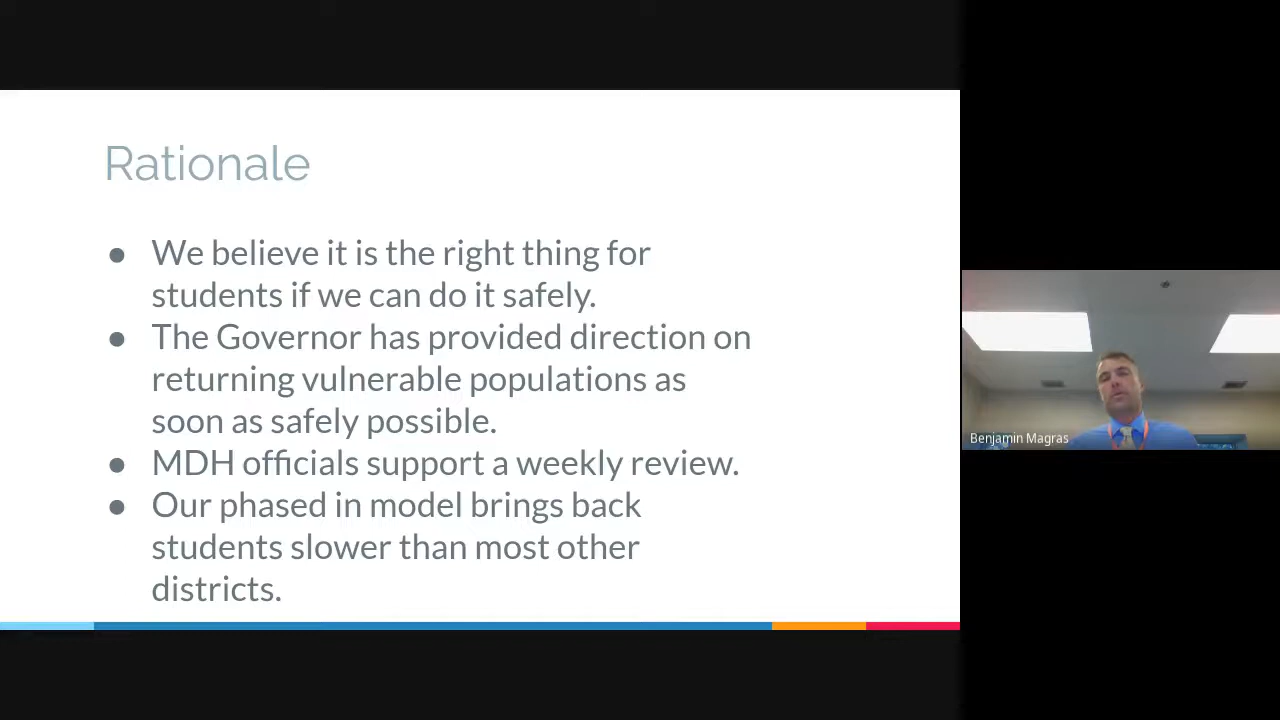 Rationale
● We believe it is the right thing for
students if we can do it safely.
● The Governor has provided direction on
returning vulnerable populations as
soon as safely possible.
● MDH officials support a weekly review.
● Our phased in model brings back
students slower than most other
districts.
Benjamin Magras